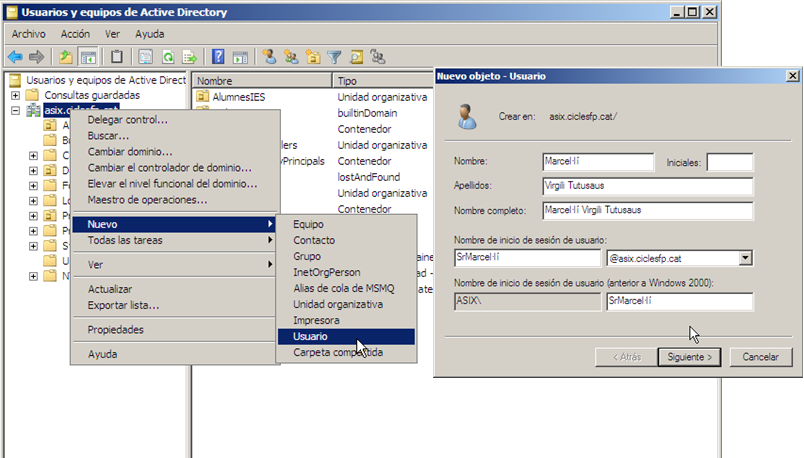 Usuarios y equipos de Active Directory
Archivo Acción Ver Ayuda
Usuarios y equipos de Active Direct
Consultas guardadas
asix.ciclesfp.cat
Nombre Tipo
AlumnesIES Unidad organizativa
builtinDomain
Contenedor
Unidad organizativa
Contenedor
lostAndFound
Unidad organizativa
Contenedor
Delegar control...
Buscar...
Cambiar dominio...
Cambiar el controlador de dominio...
Elevar el nivel funcional del dominio...
Maestro de operaciones...
Nuevo
Todas las tareas
Ver
Actualizar
Exportar lista...
Propiedades
Ayuda
Equipo
Contacto
Grupo
InetOrgPerson
Alias de cola de MSMQ
Unidad organizativa
Impresora
Usuario
Carpeta compartida
Nuevo objeto - Usuario
Crear en: asix.ciclesfp.cat/
Nombre: Marcel·lí Iniciales:
Apellidos: Virgili Tutusaus
Nombre completo: Marcel·lí Virgili Tutusaus
Nombre de inicio de sesión de usuario:
SrMarcel·lí @asix.ciclesfp.cat
Nombre de inicio de sesión de usuario (anterior a Windows 2000):
ASIX\ SrMarcel·lí
< Atrás Siguiente > Cancelar